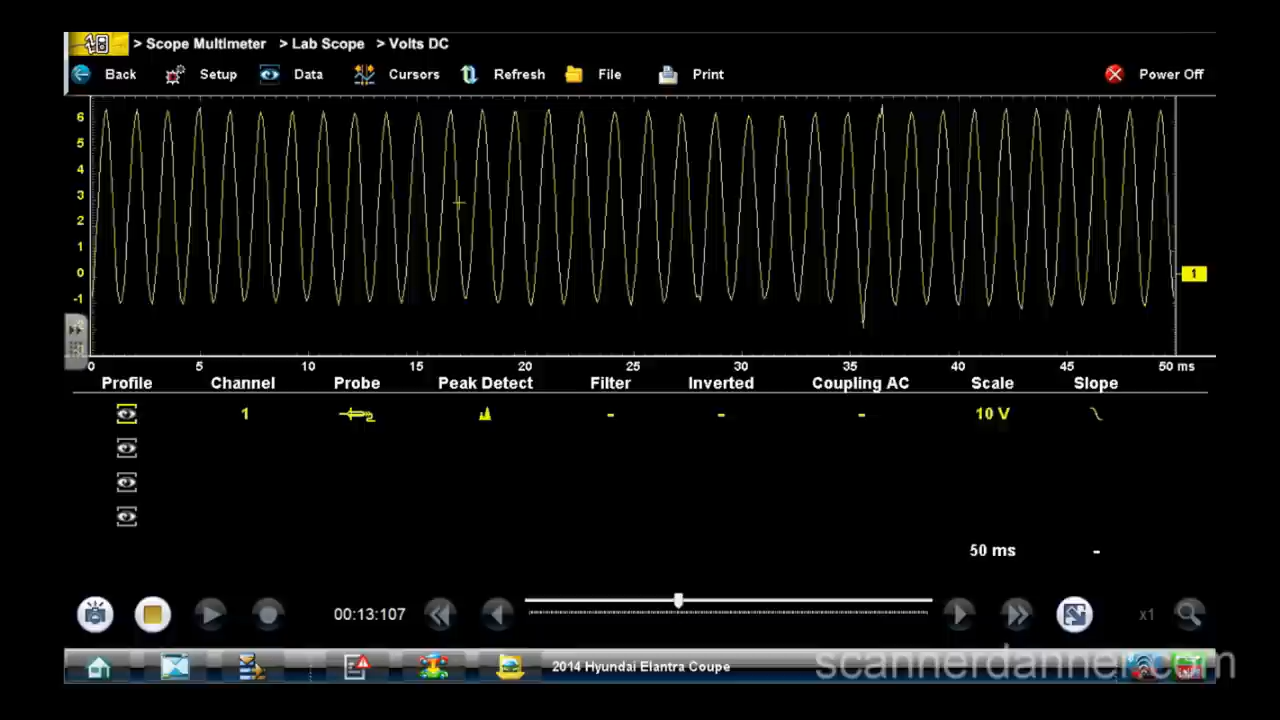 > Scope Multimeter > Lab Scope > Volts DC
Back Setup Data Cursors Refresh File Print Power Off
6
5
4
3
2
1
0
-1
1
0 5 10 15 20 25 30 35 40 45 50 ms
Profile Channel Probe Peak Detect Filter Inverted Coupling AC Scale Slope
1 - - - 10 V
50 ms -
00:13:107 x1
2014 Hyundai Elantra Coupe
scannerdanner.com